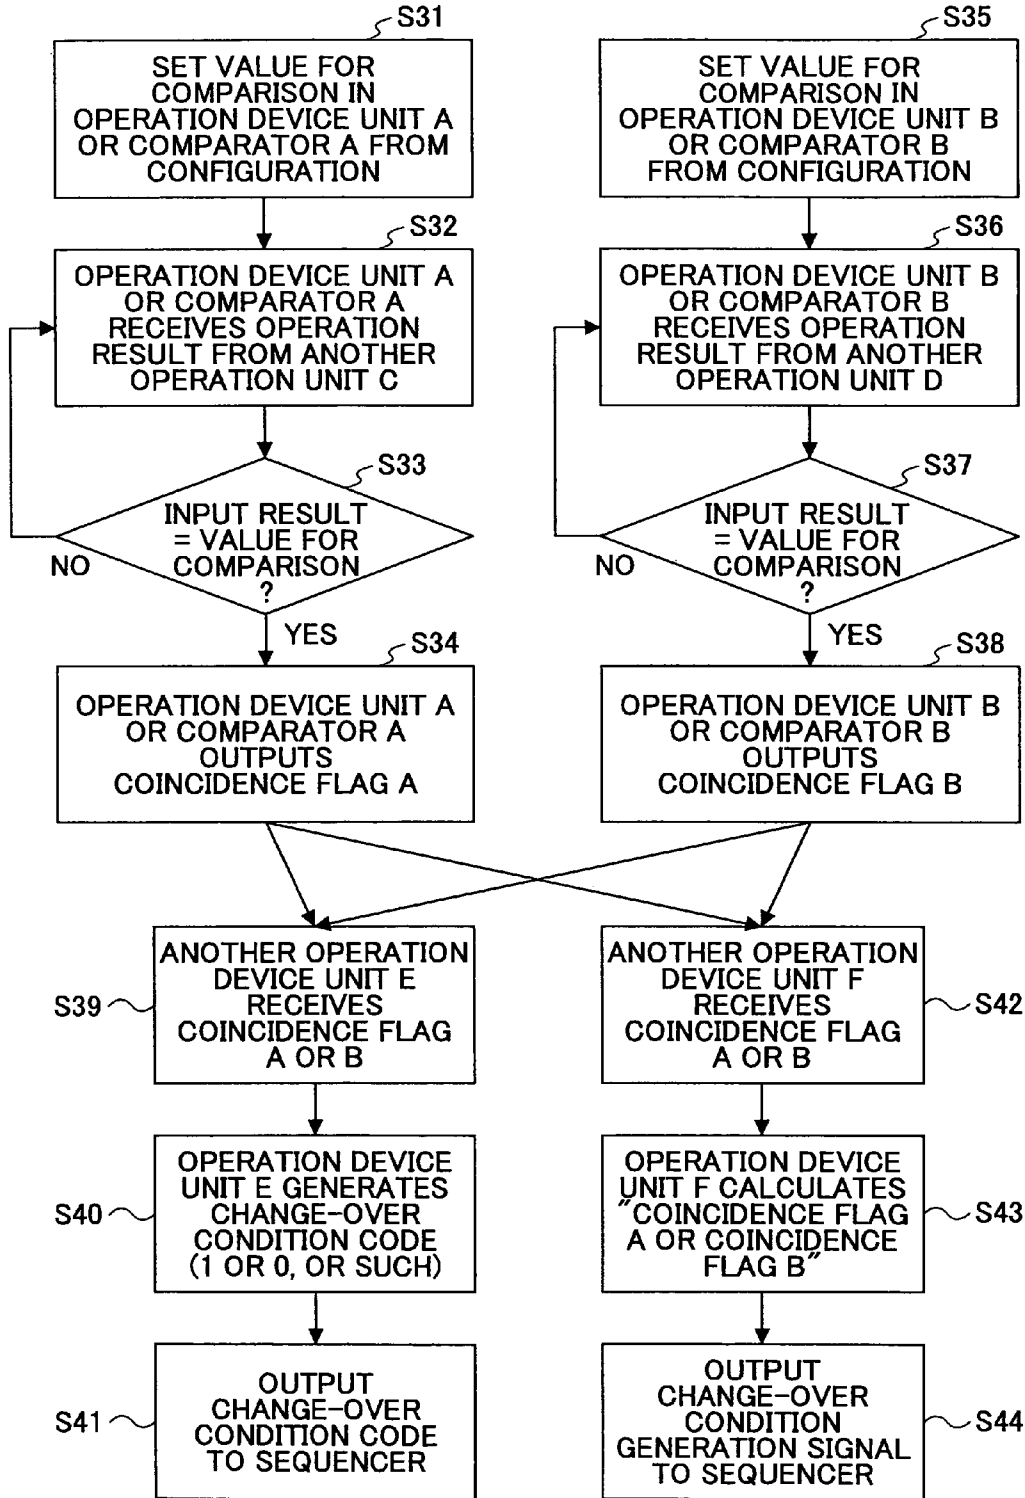 S31
SET VALUE FOR
COMPARISON IN
OPERATION DEVICE UNIT A
OR COMPARATOR A FROM
CONFIGURATION
S32
OPERATION DEVICE UNIT A
OR COMPARATOR A
RECEIVES OPERATION
RESULT FROM ANOTHER
OPERATION UNIT C
S33
INPUT RESULT
= VALUE FOR
COMPARISON
?
NO
YES
S34
OPERATION DEVICE UNIT A
OR COMPARATOR A
OUTPUTS
COINCIDENCE FLAG A
S35
SET VALUE FOR
COMPARISON IN
OPERATION DEVICE UNIT B
OR COMPARATOR B
FROM CONFIGURATION
S36
OPERATION DEVICE UNIT B
OR COMPARATOR B
RECEIVES OPERATION
RESULT FROM ANOTHER
OPERATION UNIT D
S37
INPUT RESULT
= VALUE FOR
COMPARISON
?
NO
YES
S38
OPERATION DEVICE UNIT B
OR COMPARATOR B
OUTPUTS
COINCIDENCE FLAG B
S39
ANOTHER OPERATION
DEVICE UNIT E
RECEIVES
COINCIDENCE FLAG
A OR B
S40
OPERATION DEVICE
UNIT E GENERATES
CHANGE-OVER
CONDITION CODE
(1 OR 0, OR SUCH)
S41
OUTPUT
CHANGE-OVER
CONDITION CODE
TO SEQUENCER
S42
ANOTHER OPERATION
DEVICE UNIT F
RECEIVES
COINCIDENCE FLAG
A OR B
S43
OPERATION DEVICE
UNIT F CALCULATES
"COINCIDENCE FLAG
A OR COINCIDENCE
FLAG B"
S44
OUTPUT
CHANGE-OVER
CONDITION
GENERATION SIGNAL
TO SEQUENCER